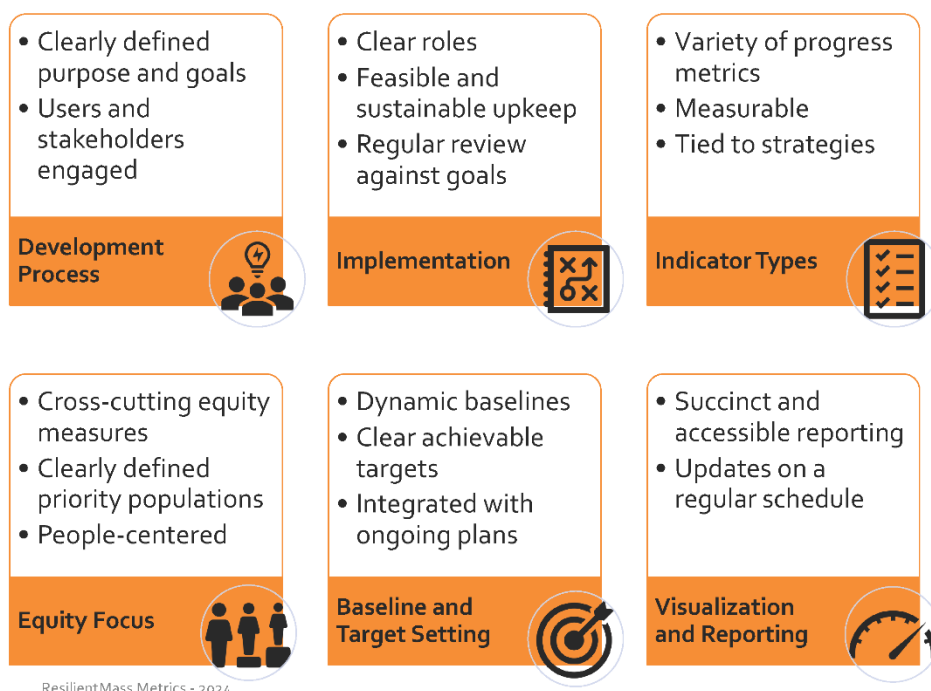 • Clearly defined
purpose and goals
• Users and
stakeholders
engaged
Development
Process
• Clear roles
• Feasible and
sustainable upkeep
• Regular review
against goals
Implementation
• Variety of progress
metrics
• Measurable
• Tied to strategies
Indicator Types
• Cross-cutting equity
measures
• Clearly defined
priority populations
• People-centered
Equity Focus
• Dynamic baselines
• Clear achievable
targets
• Integrated with
ongoing plans
Baseline and
Target Setting
• Succinct and
accessible reporting
• Updates on a
regular schedule
Visualization
and Reporting
ResilientMass Metrics - 2024